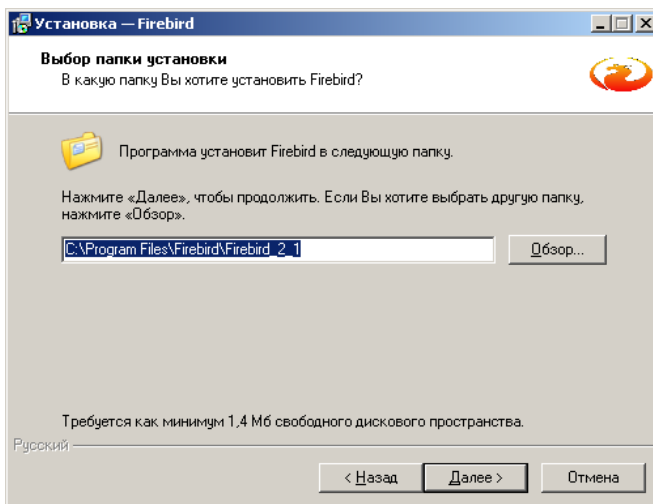 Установка — Firebird
Выбор папки установки
В какую папку Вы хотите установить Firebird?
Программа установит Firebird в следующую папку.
Нажмите «Далее», чтобы продолжить. Если Вы хотите выбрать другую папку,
нажмите «Обзор».
C:\Program Files\Firebird\Firebird_2_1
Обзор...
Требуется как минимум 1,4 Мб свободного дискового пространства.
Русский
< Назад
Далее >
Отмена